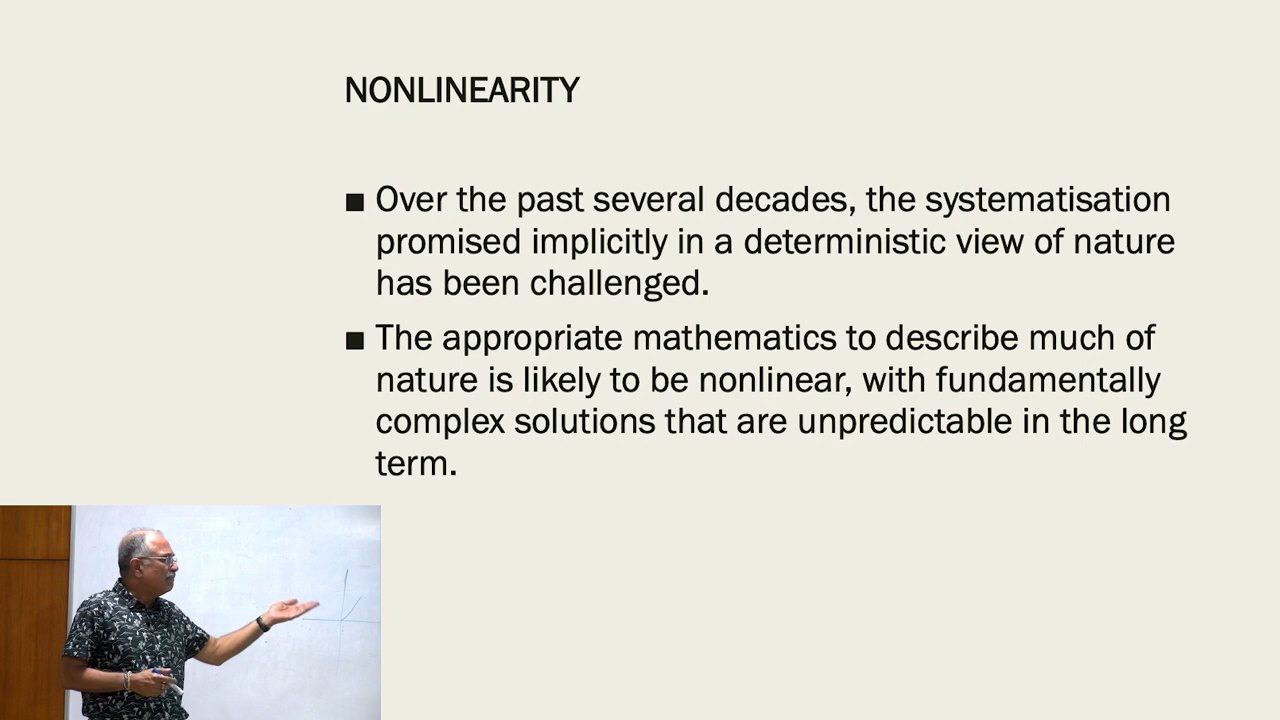 NONLINEARITY
■ Over the past several decades, the systematisation
promised implicitly in a deterministic view of nature
has been challenged.
■ The appropriate mathematics to describe much of
nature is likely to be nonlinear, with fundamentally
complex solutions that are unpredictable in the long
term.